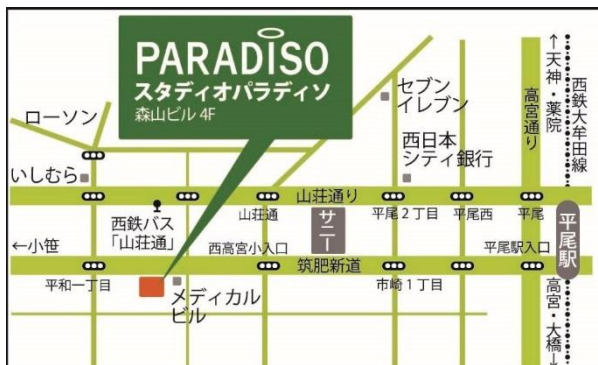 PARADISO
スタディオパラディソ
森山ビル 4F
ローソン
いしむら
セブン
イレブン
西日本
シティ銀行
↑天神・薬院
高宮通り
西鉄大牟田線
山荘通り
西鉄バス
「山荘通」
山荘通
サニー
平尾2丁目
平尾西
平尾
平尾駅
←小笹
西高宮小入口
平尾駅入口
筑肥新道
平和一丁目
メディカル
ビル
市崎1丁目
高宮・大橋↓